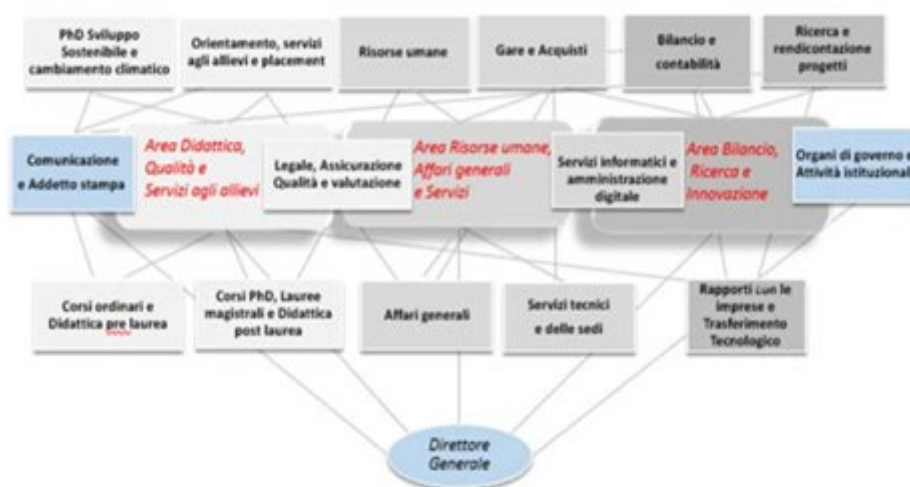 PhD Sviluppo
Sostenibile e
cambiamento climatico
Orientamento, servizi
agli allievi e placement
Risorse umane
Gare e Acquisti
Bilancio e
contabilità
Ricerca e
rendicontazione
progetti
Comunicazione
e Addetto stampa
Area Didattica,
Qualità e
Servizi agli allievi
Legale, Assicurazione
Qualità e valutazione
Area Risorse umane,
Affari generali
e Servizi
Servizi informatici e
amministrazione
digitale
Area Bilancio,
Ricerca e
Innovazione
Organi di governo e
Attività istituzionali
Corsi ordinari e
Didattica pre laurea
Corsi PhD, Lauree
magistrali e Didattica
post laurea
Affari generali
Servizi tecnici
e delle sedi
Rapporti con le
imprese e
Trasferimento
Tecnologico
Direttore
Generale